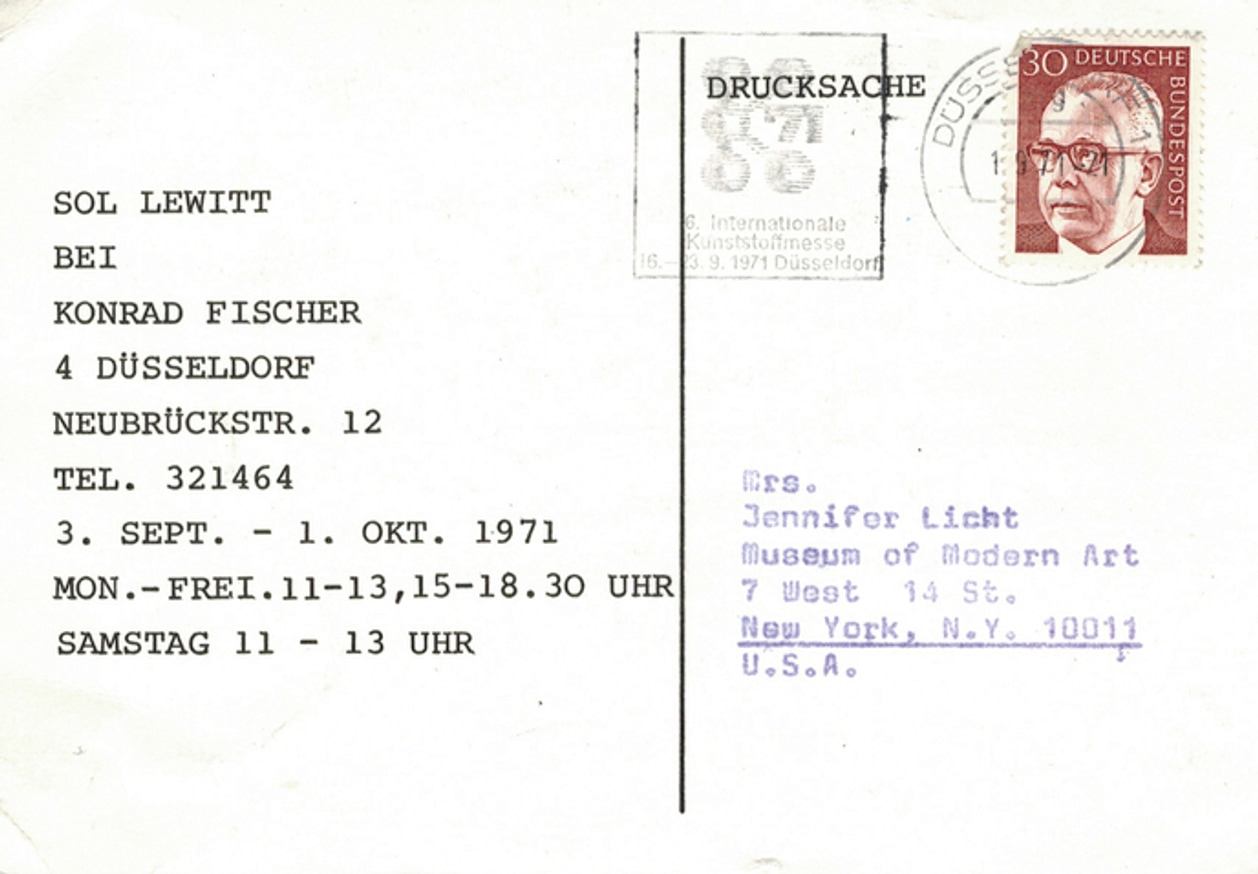 SOL LEWITT
BEI
KONRAD FISCHER
4 DÜSSELDORF
NEUBRÜCKSTR. 12
TEL. 321464
3. SEPT. - 1. OKT. 1971
MON.-FREI.11-13,15-18.30 UHR
SAMSTAG 11 - 13 UHR
DRUCKSACHE
'71
6. Internationale
Kunststoffmesse
16.-23. 9. 1971 Düsseldorf
30 DEUTSCHE
BUNDESPOST
Mrs.
Jennifer Licht
Museum of Modern Art
7 West 14 St.
New York, N.Y. 10011
U.S.A.